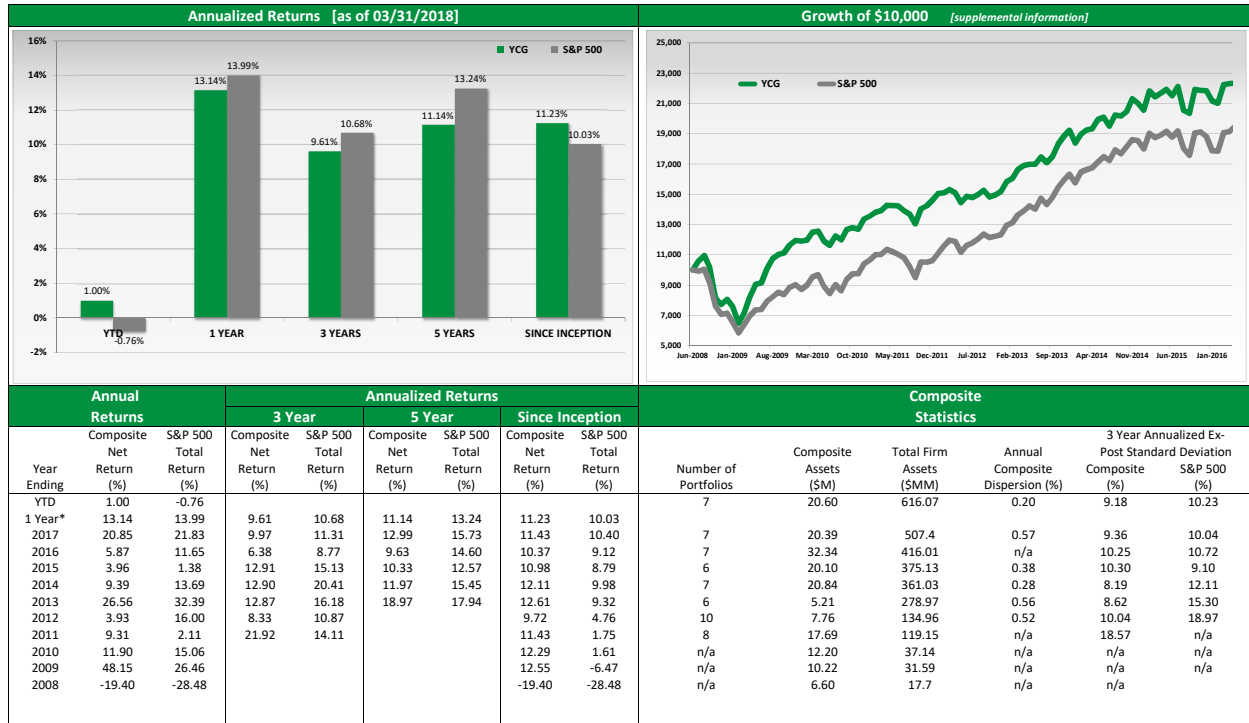 Annualized Returns [as of 03/31/2018]
16%
14%
12%
10%
8%
6%
4%
2%
0%
-2%
YCG
S&P 500
1.00%
-0.76%
13.14%
13.99%
9.61%
10.68%
11.14%
13.24%
11.23%
10.03%
YTD
1 YEAR
3 YEARS
5 YEARS
SINCE INCEPTION
Growth of $10,000 [supplemental information]
25,000
23,000
21,000
19,000
17,000
15,000
13,000
11,000
9,000
7,000
5,000
YCG
S&P 500
Jun-2008 Jan-2009 Aug-2009 Mar-2010 Oct-2010 May-2011 Dec-2011 Jul-2012 Feb-2013 Sep-2013 Apr-2014 Nov-2014 Jun-2015 Jan-2016
Annual Returns
Annualized Returns
3 Year 5 Year Since Inception
Composite Statistics
Year Ending
Composite Net Return (%)
S&P 500 Total Return (%)
Composite Net Return (%)
S&P 500 Total Return (%)
Composite Net Return (%)
S&P 500 Total Return (%)
Composite Net Return (%)
S&P 500 Total Return (%)
Number of Portfolios
Composite Assets ($M)
Total Firm Assets ($MM)
Annual Composite Dispersion (%)
3 Year Annualized Ex-Post Standard Deviation
Composite (%)
S&P 500 (%)
YTD 1.00 -0.76 7 20.60 616.07 0.20 9.18 10.23
1 Year* 13.14 13.99 9.61 10.68 11.14 13.24 11.23 10.03
2017 20.85 21.83 9.97 11.31 12.99 15.73 11.43 10.40 7 20.39 507.4 0.57 9.36 10.04
2016 5.87 11.65 6.38 8.77 9.63 14.60 10.37 9.12 7 32.34 416.01 n/a 10.25 10.72
2015 3.96 1.38 12.91 15.13 10.33 12.57 10.98 8.79 6 20.10 375.13 0.38 10.30 9.10
2014 9.39 13.69 12.90 20.41 11.97 15.45 12.11 9.98 7 20.84 361.03 0.28 8.19 12.11
2013 26.56 32.39 12.87 16.18 18.97 17.94 12.61 9.32 6 5.21 278.97 0.56 8.62 15.30
2012 3.93 16.00 8.33 10.87 9.72 4.76 10 7.76 134.96 0.52 10.04 18.97
2011 9.31 2.11 21.92 14.11 11.43 1.75 8 17.69 119.15 n/a 18.57 n/a
2010 11.90 15.06 12.29 1.61 n/a 12.20 37.14 n/a n/a n/a
2009 48.15 26.46 12.55 -6.47 n/a 10.22 31.59 n/a n/a n/a
2008 -19.40 -28.48 -19.40 -28.48 n/a 6.60 17.7 n/a n/a